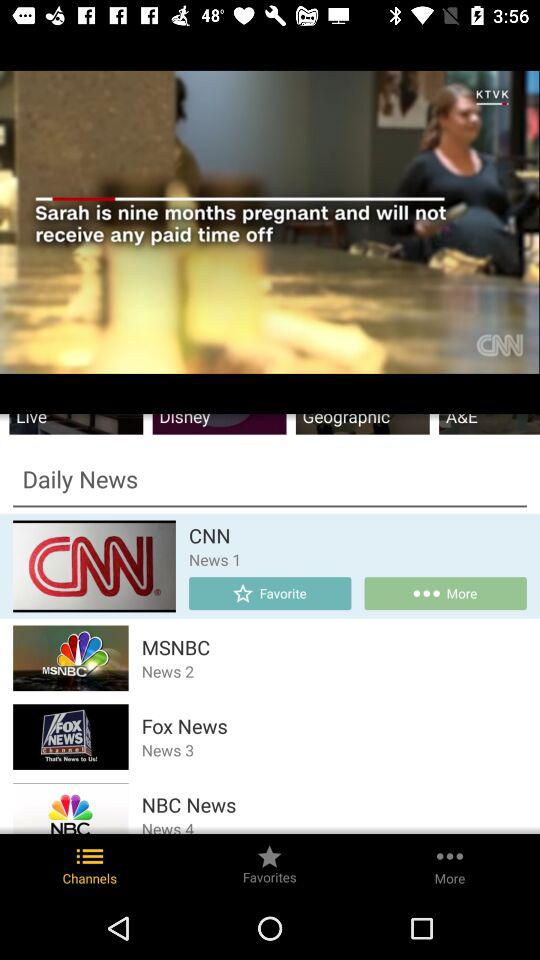 48° 3:56
KTVK
Sarah is nine months pregnant and will not
receive any paid time off
CNN
Live Disney Geographic A&E
Daily News
CNN
CNN
News 1
Favorite More
MSNBC
MSNBC
News 2
FOX
NEWS
Channel
That's News to Us!
Fox News
News 3
NBC
NBC News
News 4
Channels Favorites More